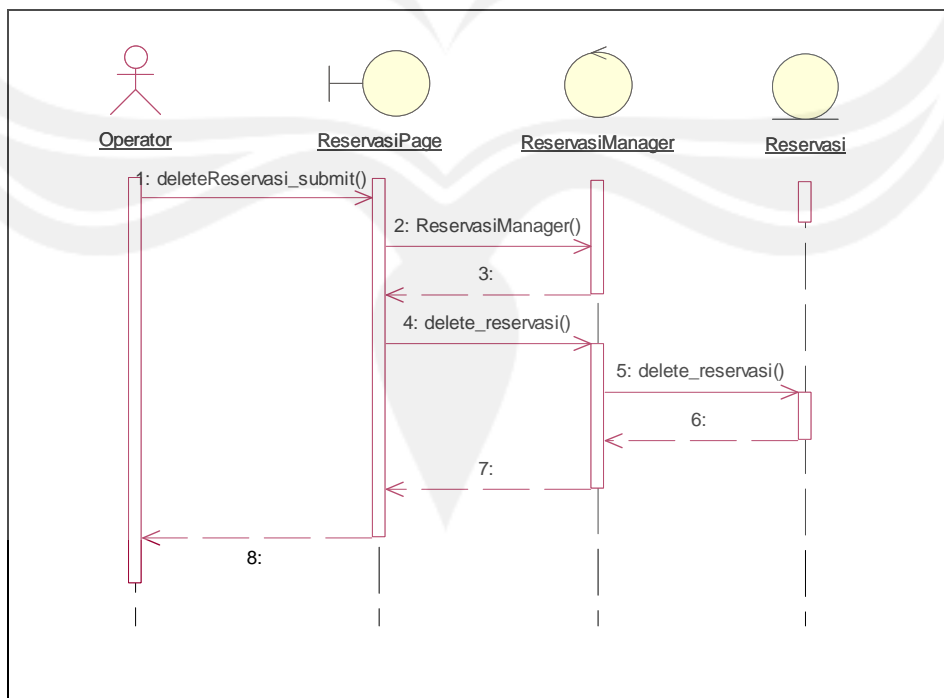 Operator
ReservasiPage
ReservasiManager
Reservasi
1: deleteReservasi_submit()
2: ReservasiManager()
3:
4: delete_reservasi()
5: delete_reservasi()
6:
7:
8: